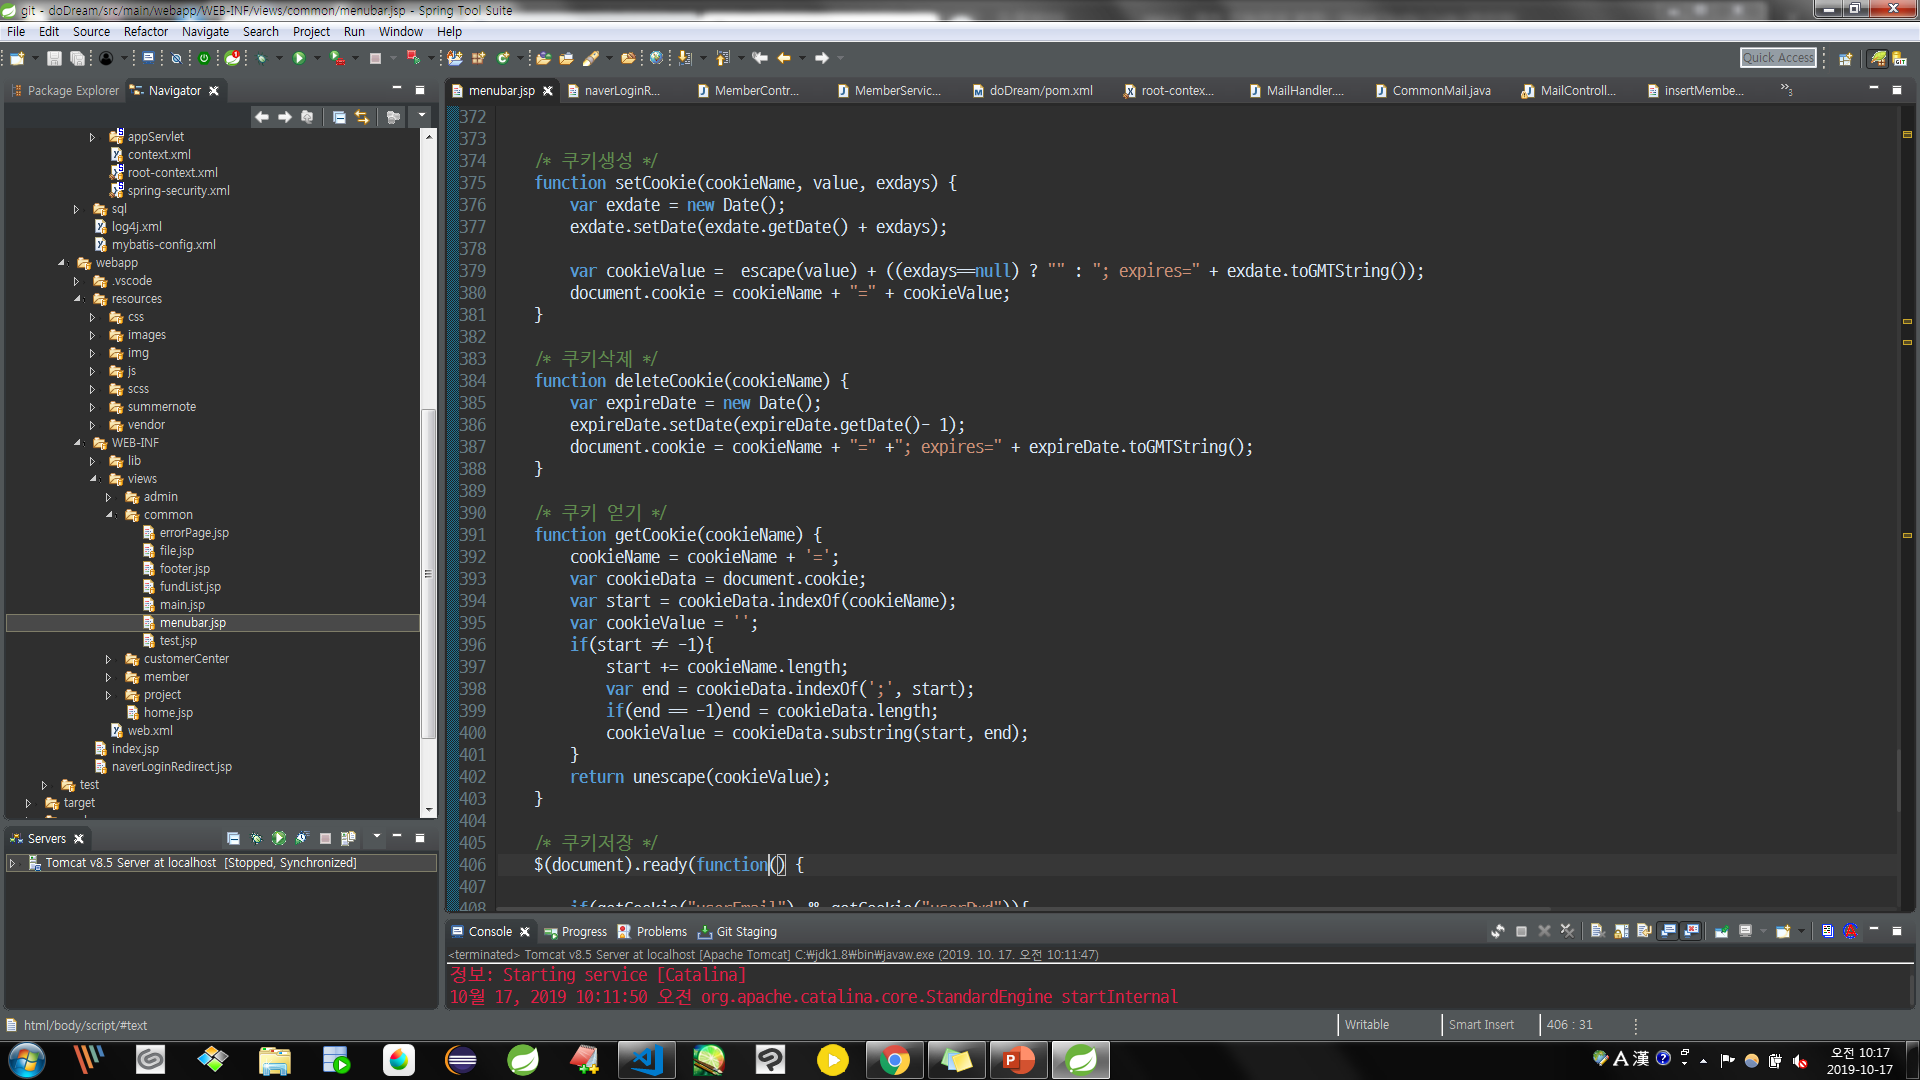 git - doDream/src/main/webapp/WEB-INF/views/common/menubar.jsp - Spring Tool Suite
File Edit Source Refactor Navigate Search Project Run Window Help
Quick Access
Package Explorer Navigator
menubar.jsp naverLoginR... MemberContr... MemberServic... doDream/pom.xml root-contex... MailHandler.... CommonMail.java MailControll... insertMembe... »3
appServlet
context.xml
root-context.xml
spring-security.xml
sql
log4j.xml
mybatis-config.xml
webapp
.vscode
resources
css
images
img
js
scss
summernote
vendor
WEB-INF
lib
views
admin
common
errorPage.jsp
file.jsp
footer.jsp
fundList.jsp
main.jsp
menubar.jsp
test.jsp
customerCenter
member
project
home.jsp
web.xml
index.jsp
naverLoginRedirect.jsp
test
target
Servers
Tomcat v8.5 Server at localhost [Stopped, Synchronized]
372
373
374 /* 쿠키생성 */
375 function setCookie(cookieName, value, exdays) {
376 var exdate = new Date();
377 exdate.setDate(exdate.getDate() + exdays);
378
379 var cookieValue =  escape(value) + ((exdays==null) ? "" : "; expires=" + exdate.toGMTString());
380 document.cookie = cookieName + "=" + cookieValue;
381 }
382
383 /* 쿠키삭제 */
384 function deleteCookie(cookieName) {
385 var expireDate = new Date();
386 expireDate.setDate(expireDate.getDate()- 1);
387 document.cookie = cookieName + "=" +"; expires=" + expireDate.toGMTString();
388 }
389
390 /* 쿠키 얻기 */
391 function getCookie(cookieName) {
392 cookieName = cookieName + '=';
393 var cookieData = document.cookie;
394 var start = cookieData.indexOf(cookieName);
395 var cookieValue = '';
396 if(start != -1){
397 start += cookieName.length;
398 var end = cookieData.indexOf(';', start);
399 if(end == -1)end = cookieData.length;
400 cookieValue = cookieData.substring(start, end);
401 }
402 return unescape(cookieValue);
403 }
404
405 /* 쿠키저장 */
406 $(document).ready(function() {
407
408 if(getCookie("userEmail") && getCookie("userPwd")){
Console Progress Problems Git Staging
<terminated> Tomcat v8.5 Server at localhost [Apache Tomcat] C:₩jdk1.8₩bin₩javaw.exe (2019. 10. 17. 오전 10:11:47)
정보: Starting service [Catalina]
10월 17, 2019 10:11:50 오전 org.apache.catalina.core.StandardEngine startInternal
html/body/script/#text
Writable Smart Insert 406 : 31
A 漢
오전 10:17
2019-10-17